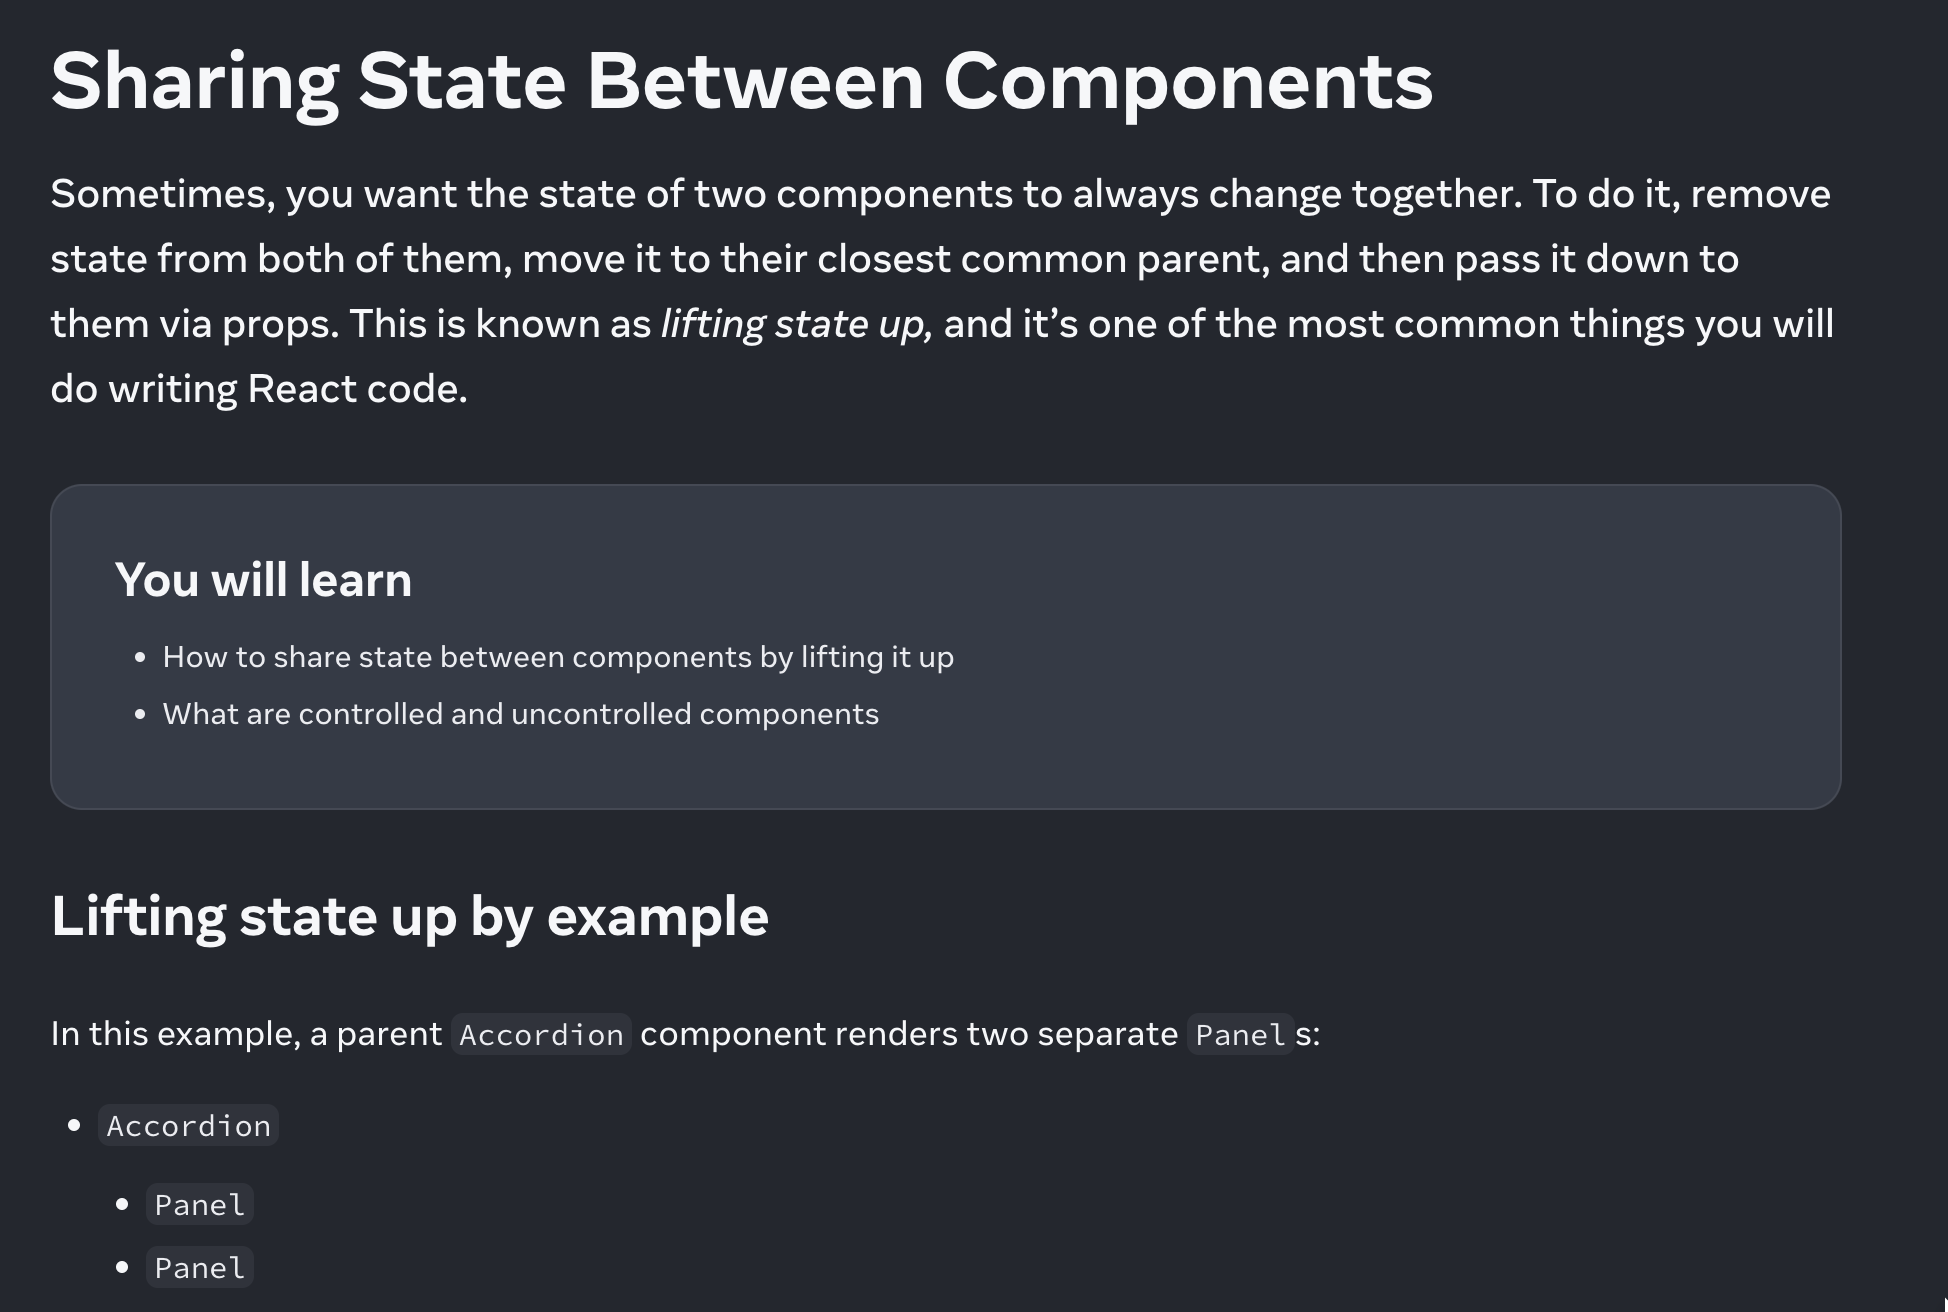 Sharing State Between Components
Sometimes, you want the state of two components to always change together. To do it, remove
state from both of them, move it to their closest common parent, and then pass it down to
them via props. This is known as lifting state up, and it’s one of the most common things you will
do writing React code.
You will learn
• How to share state between components by lifting it up
• What are controlled and uncontrolled components
Lifting state up by example
In this example, a parent Accordion component renders two separate Panels:
• Accordion
• Panel
• Panel